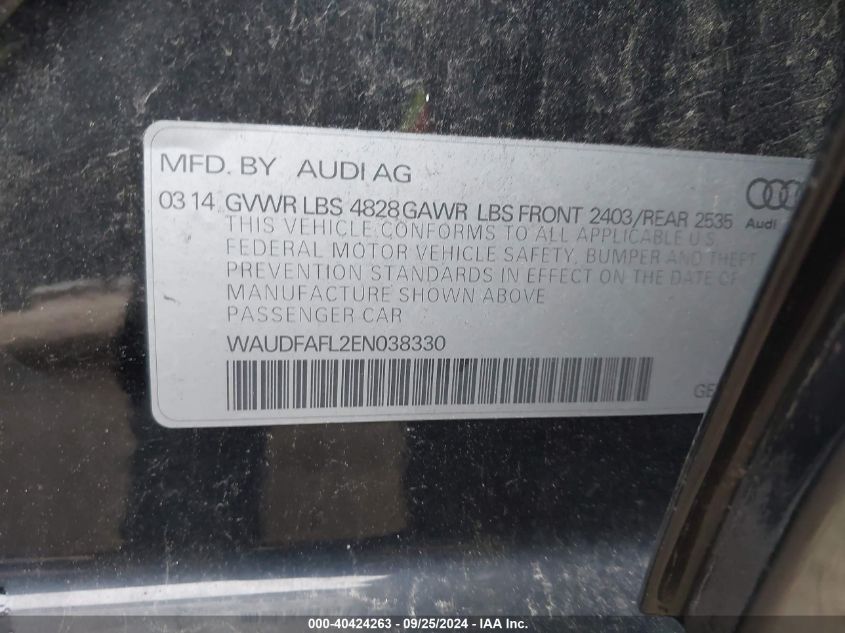 MFD. BY AUDI AG
03 14 GVWR LBS 4828 GAWR LBS FRONT 2403/REAR 2535
Audi
THIS VEHICLE CONFORMS TO ALL APPLICABLE U.S.
FEDERAL MOTOR VEHICLE SAFETY, BUMPER AND THEFT
PREVENTION STANDARDS IN EFFECT ON THE DATE OF
MANUFACTURE SHOWN ABOVE
PASSENGER CAR
WAUDFAFL2EN038330
000-40424263 - 09/25/2024 - IAA Inc.